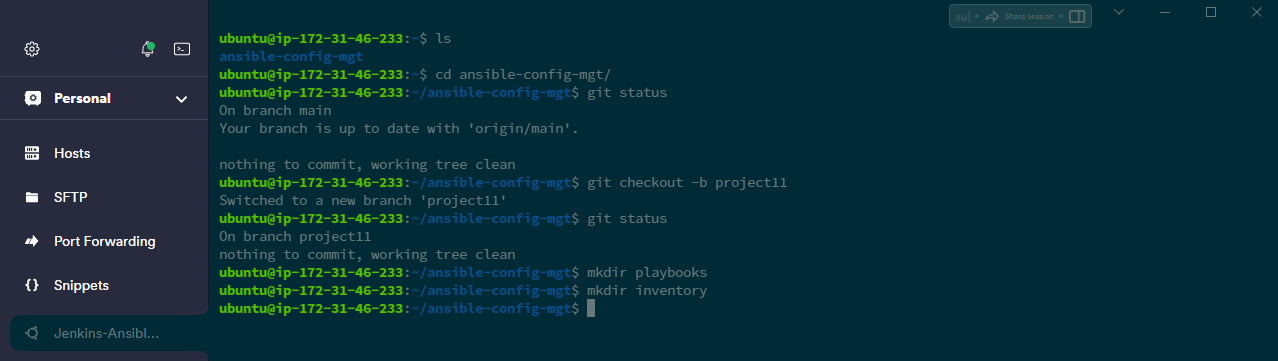 Share session
ubuntu@ip-172-31-46-233:~$ ls
ansible-config-mgt
ubuntu@ip-172-31-46-233:~$ cd ansible-config-mgt/
ubuntu@ip-172-31-46-233:~/ansible-config-mgt$ git status
On branch main
Your branch is up to date with 'origin/main'.
nothing to commit, working tree clean
ubuntu@ip-172-31-46-233:~/ansible-config-mgt$ git checkout -b project11
Switched to a new branch 'project11'
ubuntu@ip-172-31-46-233:~/ansible-config-mgt$ git status
On branch project11
nothing to commit, working tree clean
ubuntu@ip-172-31-46-233:~/ansible-config-mgt$ mkdir playbooks
ubuntu@ip-172-31-46-233:~/ansible-config-mgt$ mkdir inventory
ubuntu@ip-172-31-46-233:~/ansible-config-mgt$
Personal
Hosts
SFTP
Port Forwarding
Snippets
Jenkins-Ansibl...